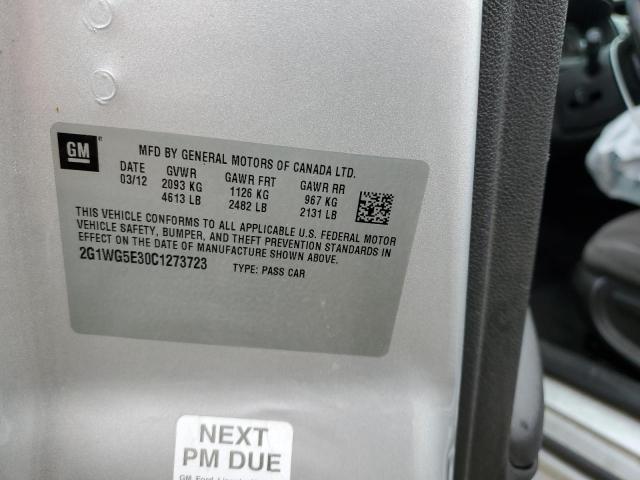 GM
MFD BY GENERAL MOTORS OF CANADA LTD.
DATE GVWR GAWR FRT GAWR RR
03/12 2093 KG 1126 KG 967 KG
4613 LB 2482 LB 2131 LB
THIS VEHICLE CONFORMS TO ALL APPLICABLE U.S. FEDERAL MOTOR
VEHICLE SAFETY, BUMPER, AND THEFT PREVENTION STANDARDS IN
EFFECT ON THE DATE OF MANUFACTURE SHOWN ABOVE.
2G1WG5E30C1273723 TYPE: PASS CAR
NEXT
PM DUE
GM Ford